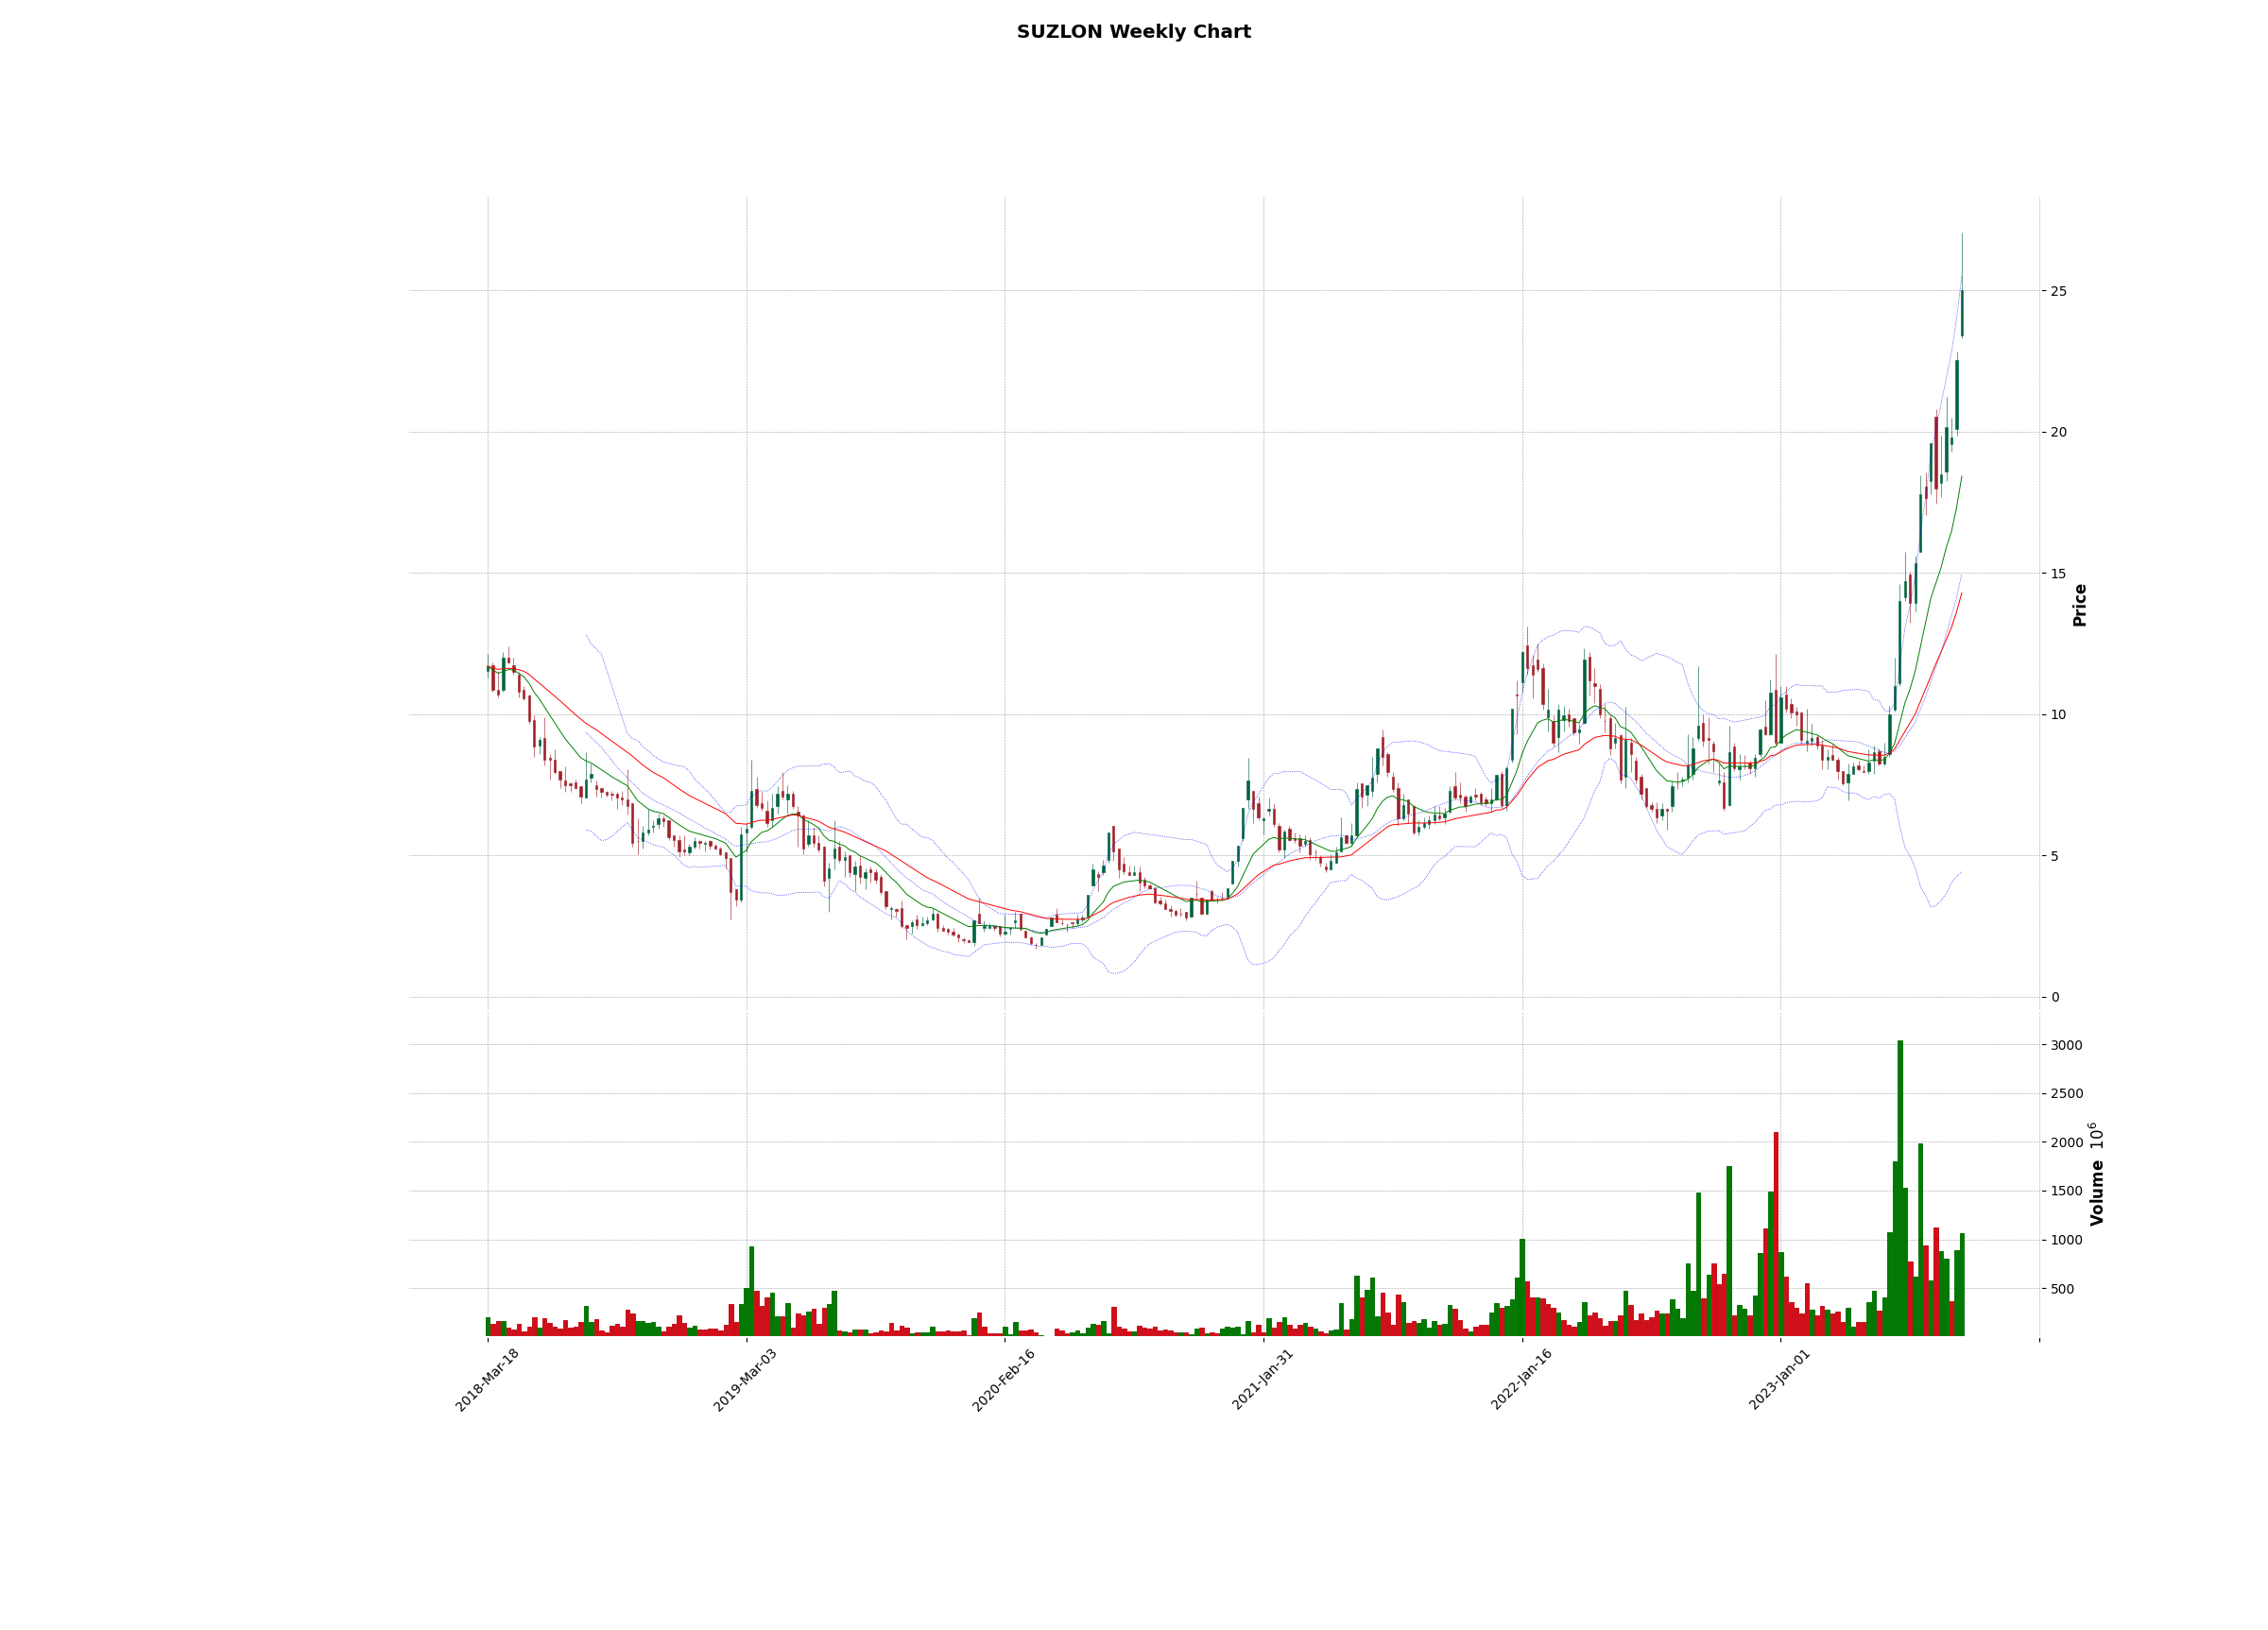 SUZLON Weekly Chart
25
20
15
10
5
0
Price
3000
2500
2000
1500
1000
500
Volume 10^6
2018-Mar-18
2019-Mar-03
2020-Feb-16
2021-Jan-31
2022-Jan-16
2023-Jan-01